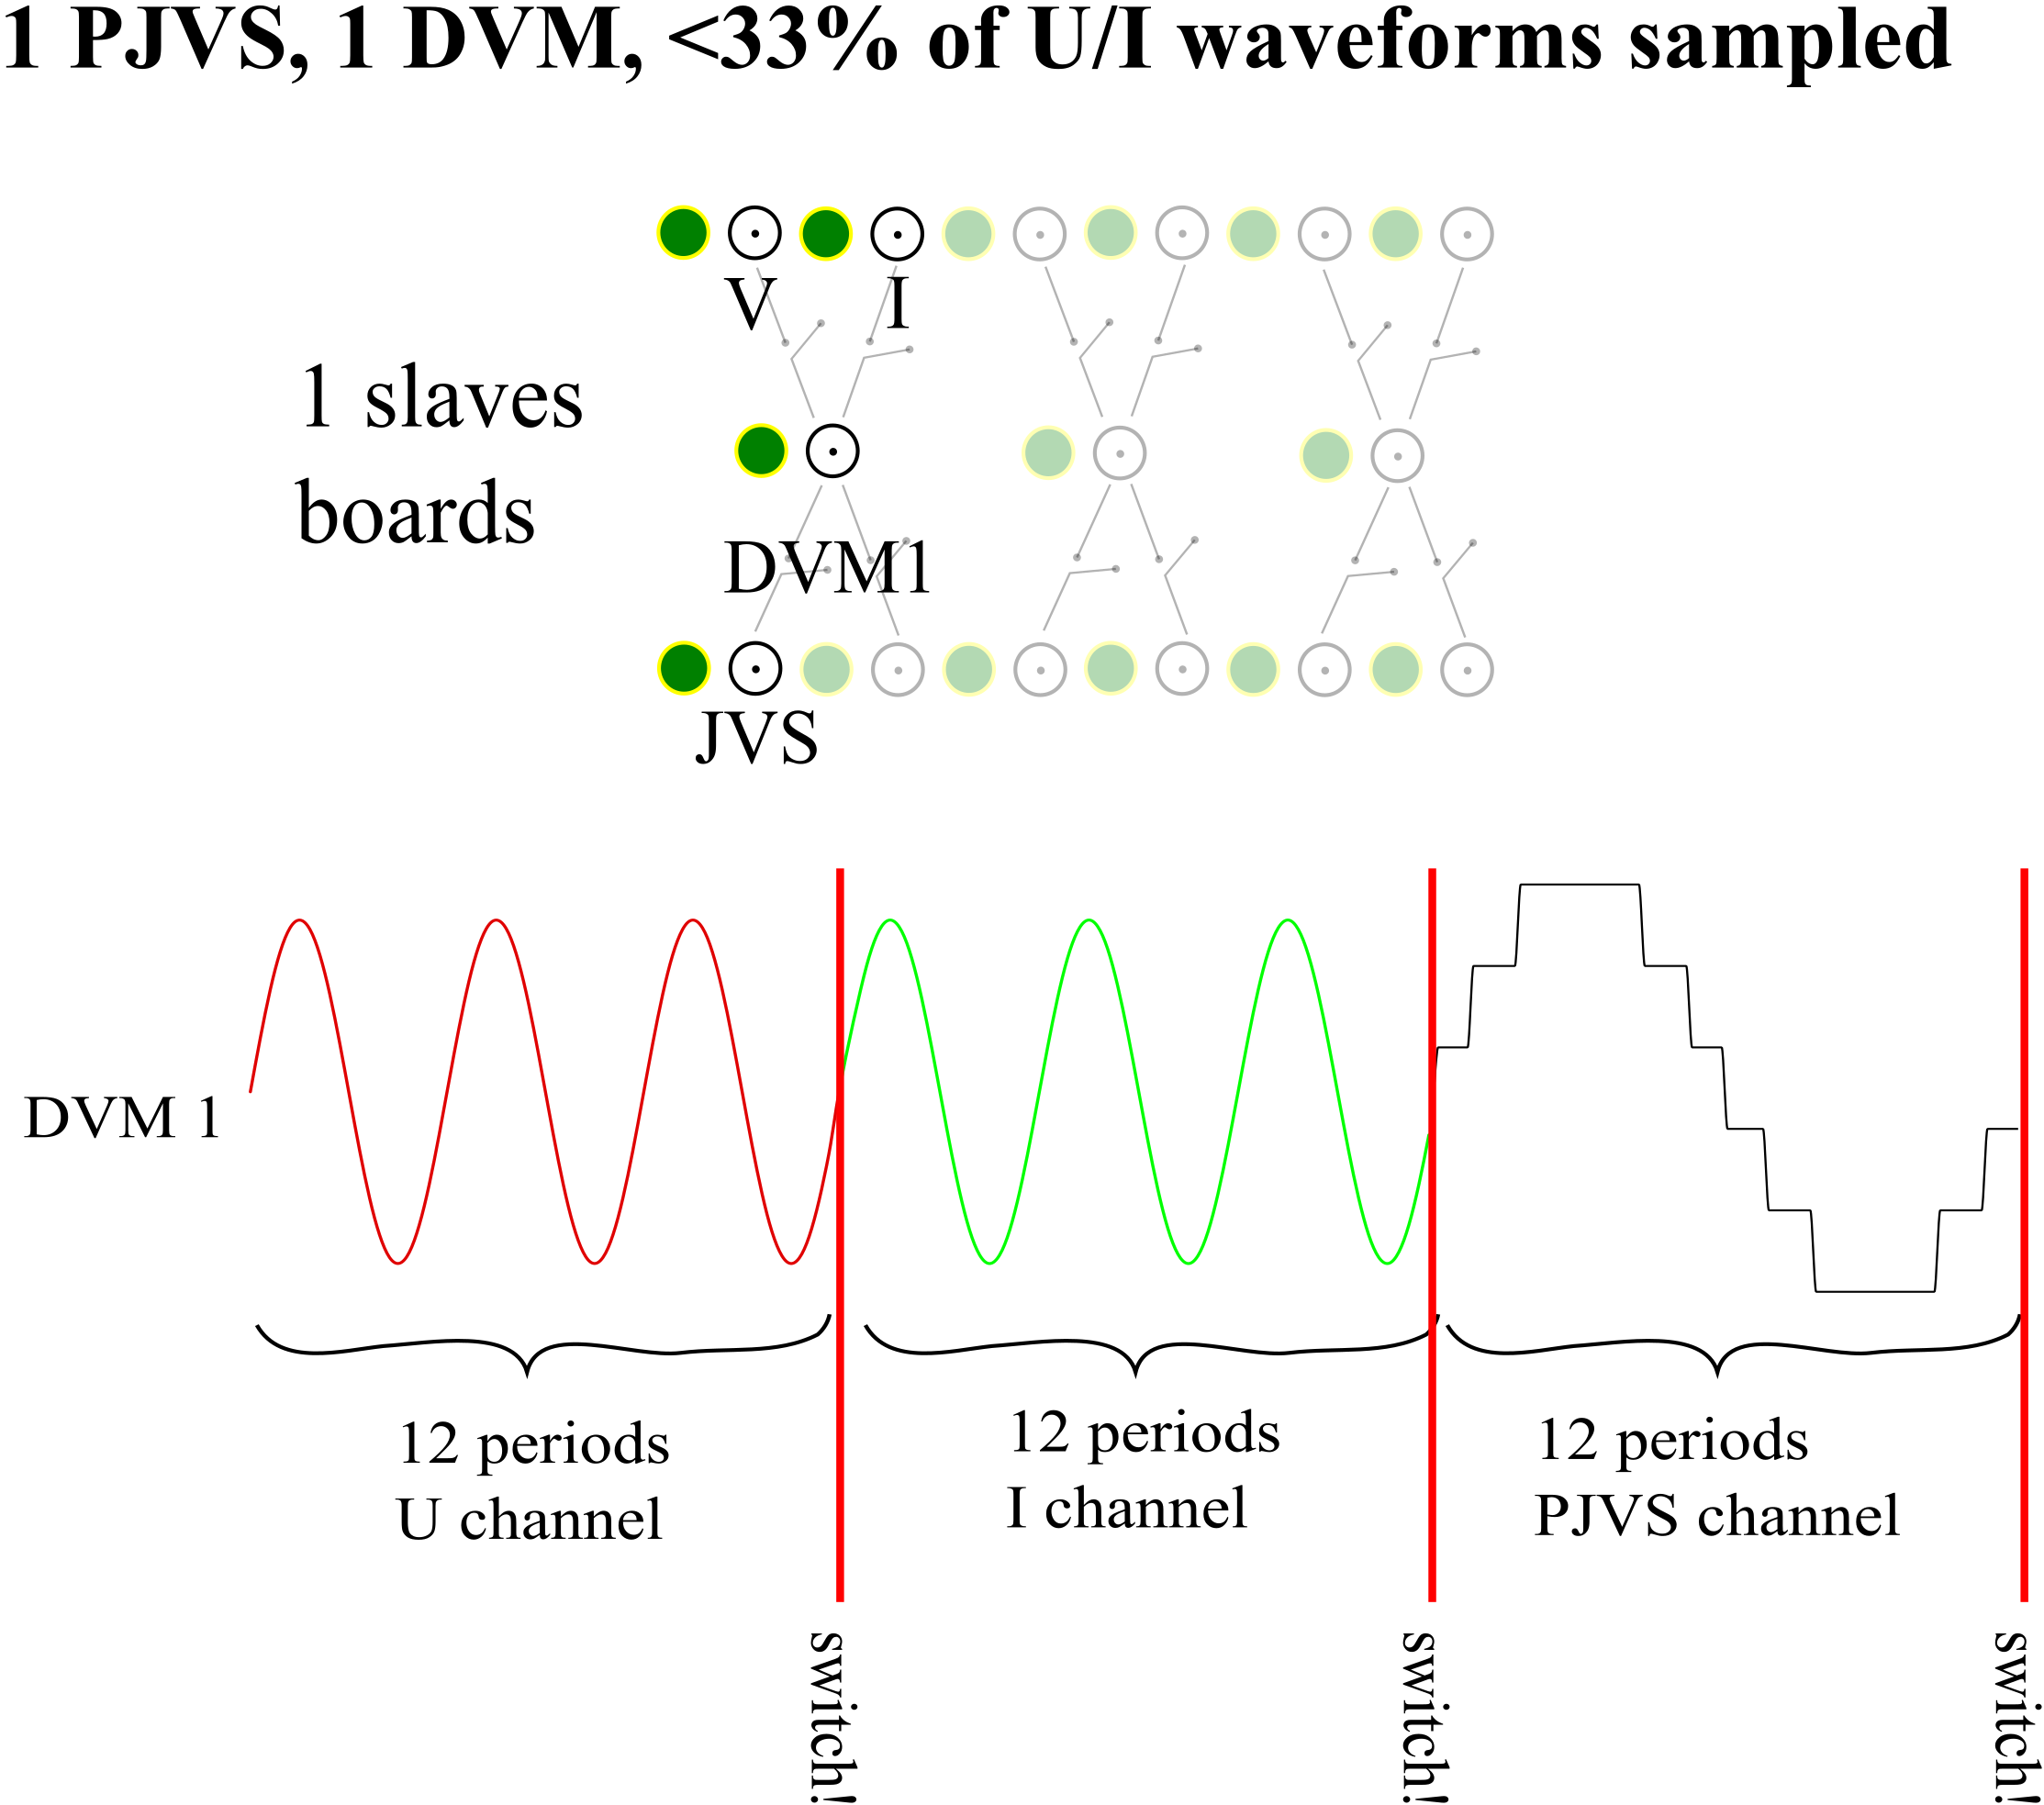 1 PJVS, 1 DVM, <33% of U/I waveforms sampled
V
I
1 slaves
boards
DVM1
JVS
DVM 1
12 periods
U channel
12 periods
I channel
12 periods
PJVS channel
switch!
switch!
switch!